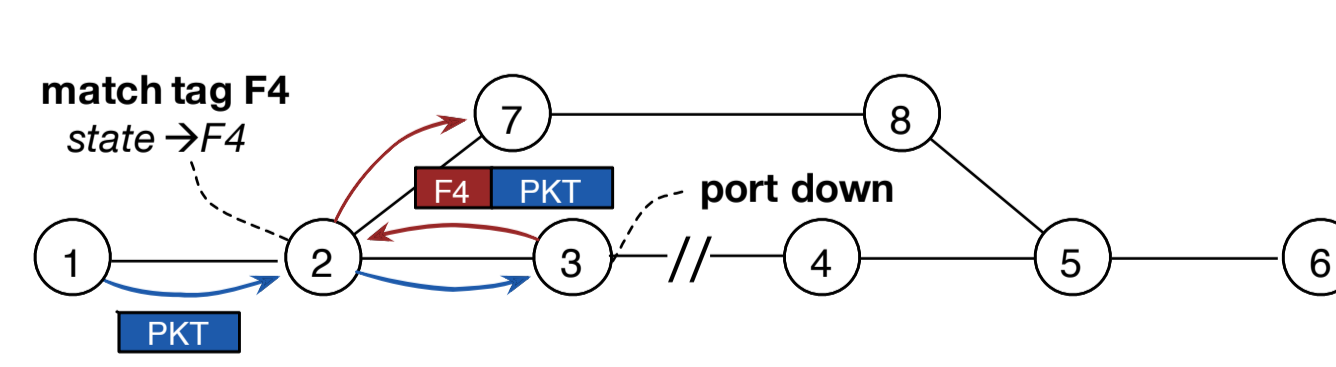 match tag F4
state →F4
7
8
F4 PKT
port down
1
2
3
//
4
5
6
PKT